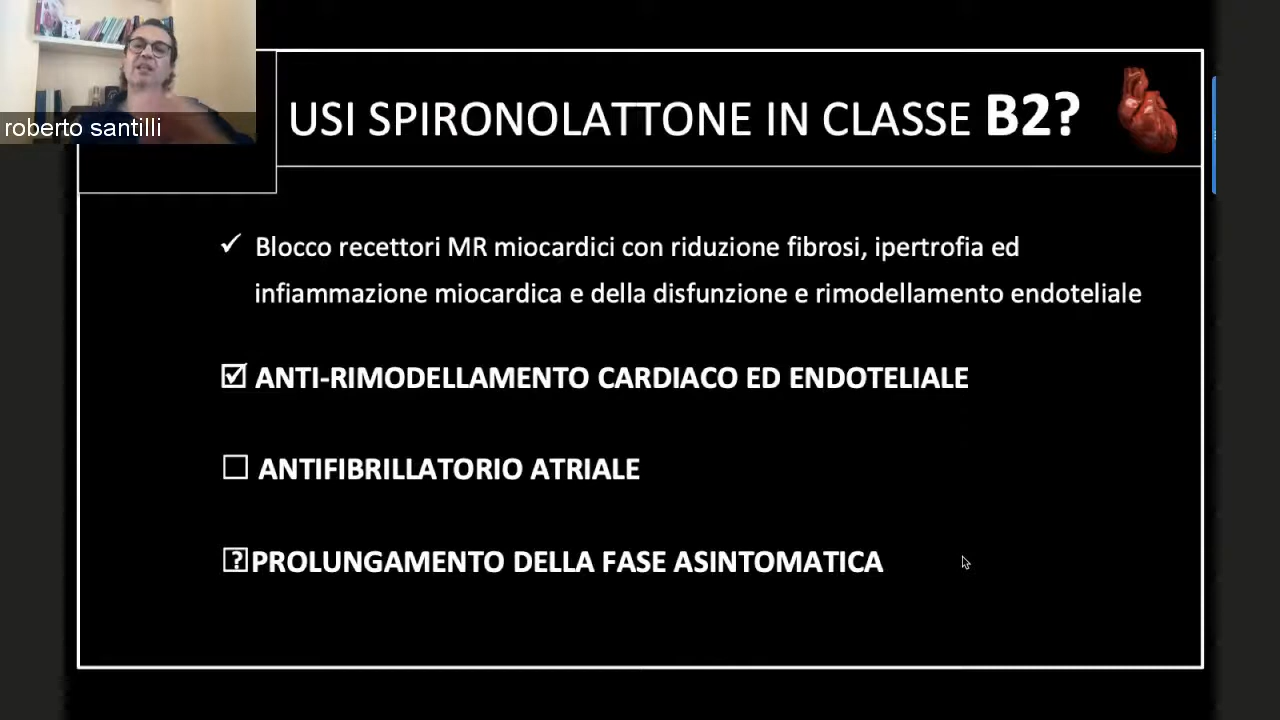 roberto santilli
USI SPIRONOLATTONE IN CLASSE B2?
✓ Blocco recettori MR miocardici con riduzione fibrosi, ipertrofia ed
infiammazione miocardica e della disfunzione e rimodellamento endoteliale
☑ ANTI-RIMODELLAMENTO CARDIACO ED ENDOTELIALE
☐ ANTIFIBRILLATORIO ATRIALE
⍰PROLUNGAMENTO DELLA FASE ASINTOMATICA